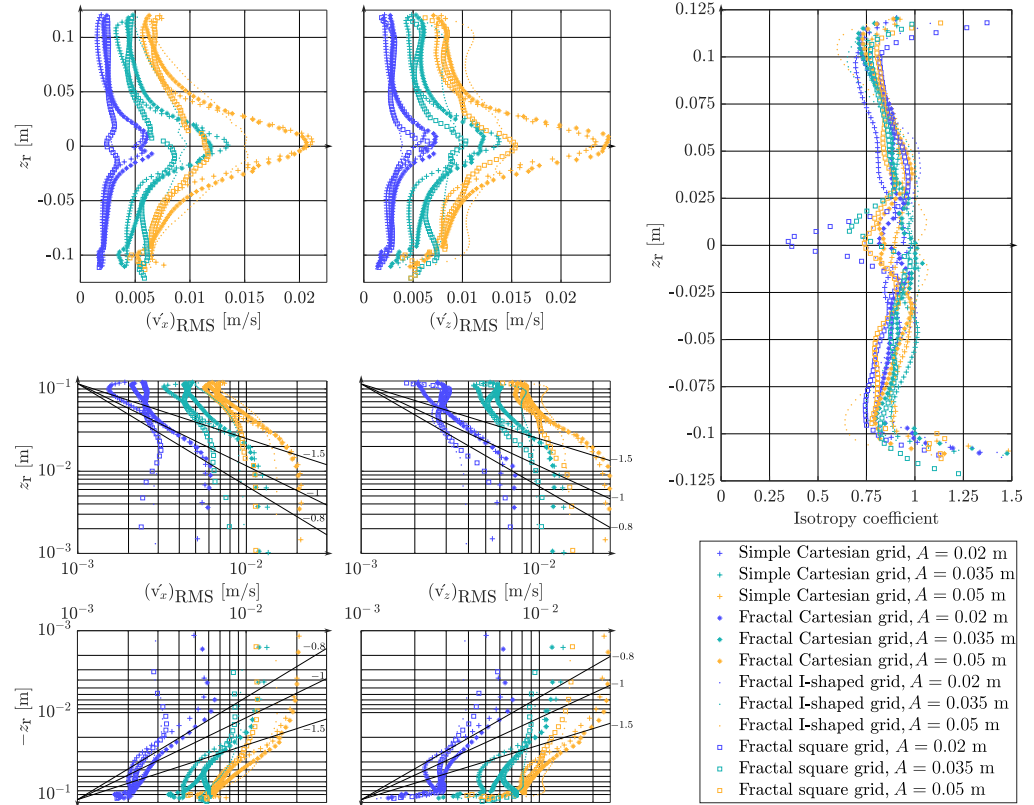 0.1
0.05
0
-0.05
-0.1
z_r [m]
0
0.005
0.01
0.015
0.02
(v′_x)_RMS [m/s]
0
0.005
0.01
0.015
0.02
(v′_z)_RMS [m/s]
0.125
0.1
0.075
0.05
0.025
0
-0.025
-0.05
-0.075
-0.1
-0.125
z_r [m]
0
0.25
0.5
0.75
1
1.25
1.5
Isotropy coefficient
10^-1
10^-2
10^-3
z_r [m]
−1.5
−1
−0.8
−1.5
−1
−0.8
10^-3
(v′_x)_RMS [m/s]
10^-2
10^-3
(v′_z)_RMS [m/s]
10^-2
10^-3
10^-2
10^-3
10^-2
10^-3
10^-2
10^-1
−z_r [m]
−0.8
−1
−1.5
−0.8
−1
−1.5
Simple Cartesian grid, A = 0.02 m
Simple Cartesian grid, A = 0.035 m
Simple Cartesian grid, A = 0.05 m
Fractal Cartesian grid, A = 0.02 m
Fractal Cartesian grid, A = 0.035 m
Fractal Cartesian grid, A = 0.05 m
Fractal I-shaped grid, A = 0.02 m
Fractal I-shaped grid, A = 0.035 m
Fractal I-shaped grid, A = 0.05 m
Fractal square grid, A = 0.02 m
Fractal square grid, A = 0.035 m
Fractal square grid, A = 0.05 m